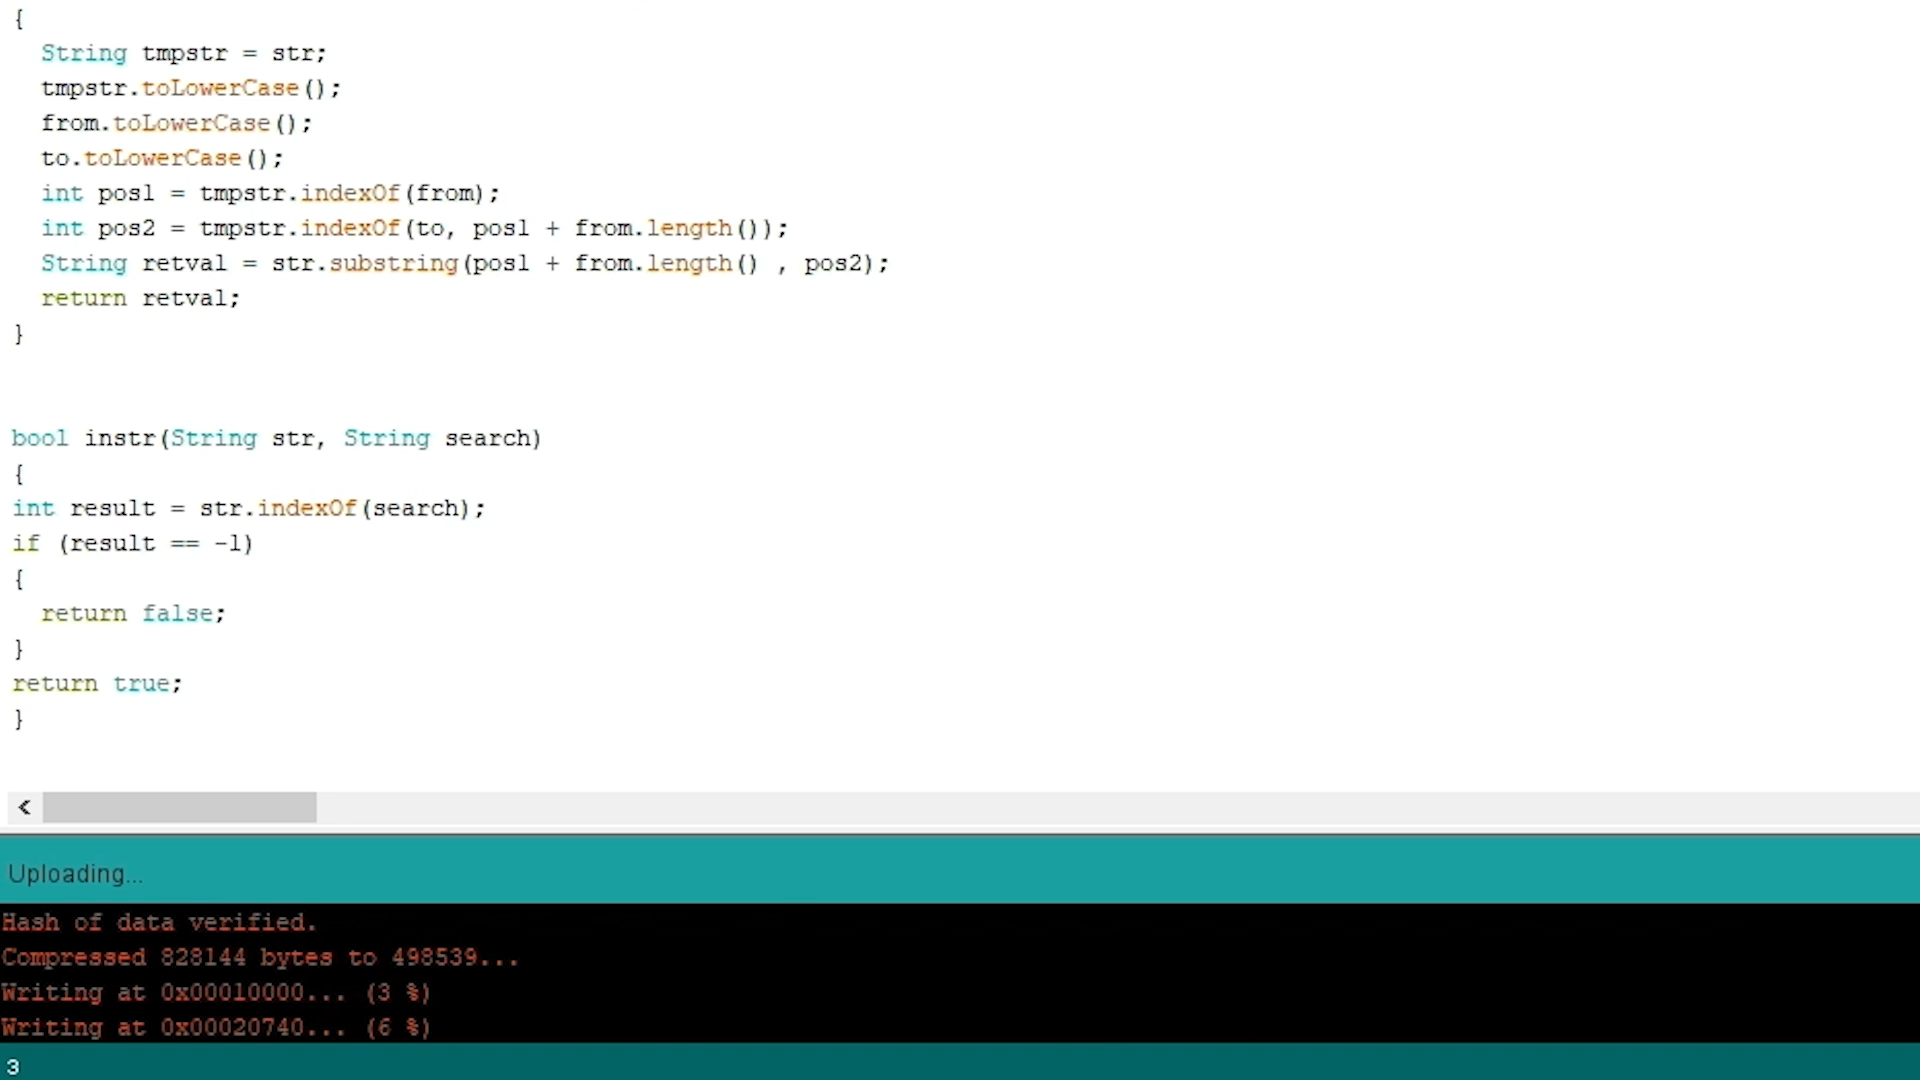 {
  String tmpstr = str;
  tmpstr.toLowerCase();
  from.toLowerCase();
  to.toLowerCase();
  int pos1 = tmpstr.indexOf(from);
  int pos2 = tmpstr.indexOf(to, pos1 + from.length());
  String retval = str.substring(pos1 + from.length() , pos2);
  return retval;
}
bool instr(String str, String search)
{
int result = str.indexOf(search);
if (result == -1)
{
  return false;
}
return true;
}
<
Uploading...
Hash of data verified.
Compressed 828144 bytes to 498539...
Writing at 0x00010000... (3 %)
Writing at 0x00020740... (6 %)
3